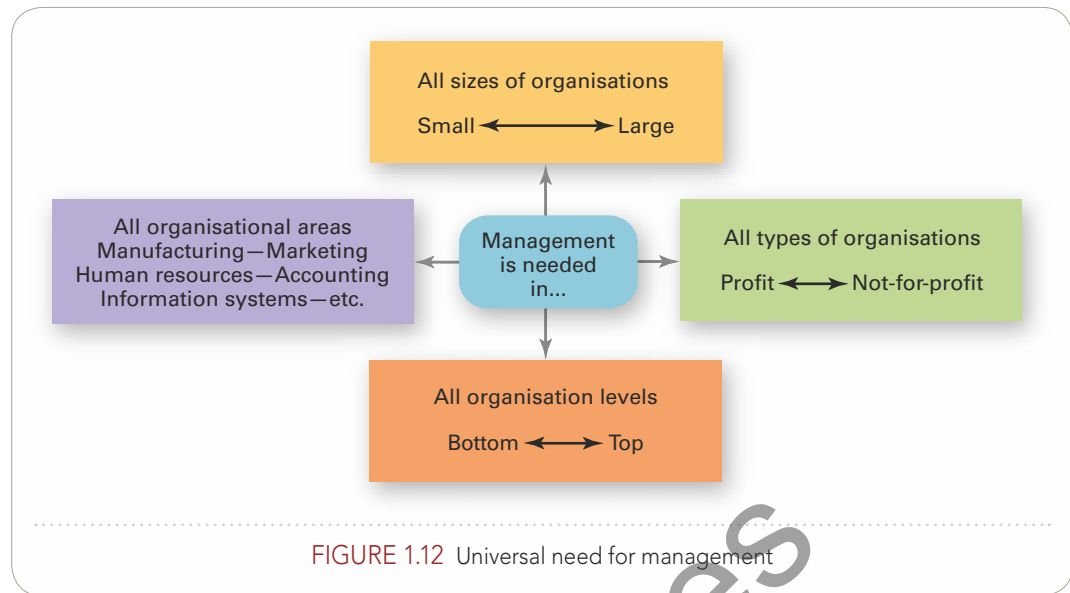 All sizes of organisations
Small Large
All organisational areas
Manufacturing—Marketing
Human resources—Accounting
Information systems—etc.
Management
is needed
in...
All types of organisations
Profit Not-for-profit
All organisation levels
Bottom Top
FIGURE 1.12 Universal need for management